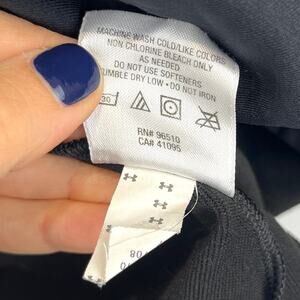 MACHINE WASH COLD/LIKE COLORS
NON CHLORINE BLEACH ONLY
AS NEEDED
DO NOT USE SOFTENERS
TUMBLE DRY LOW • DO NOT IRON
30
RN# 96510
CA# 41095